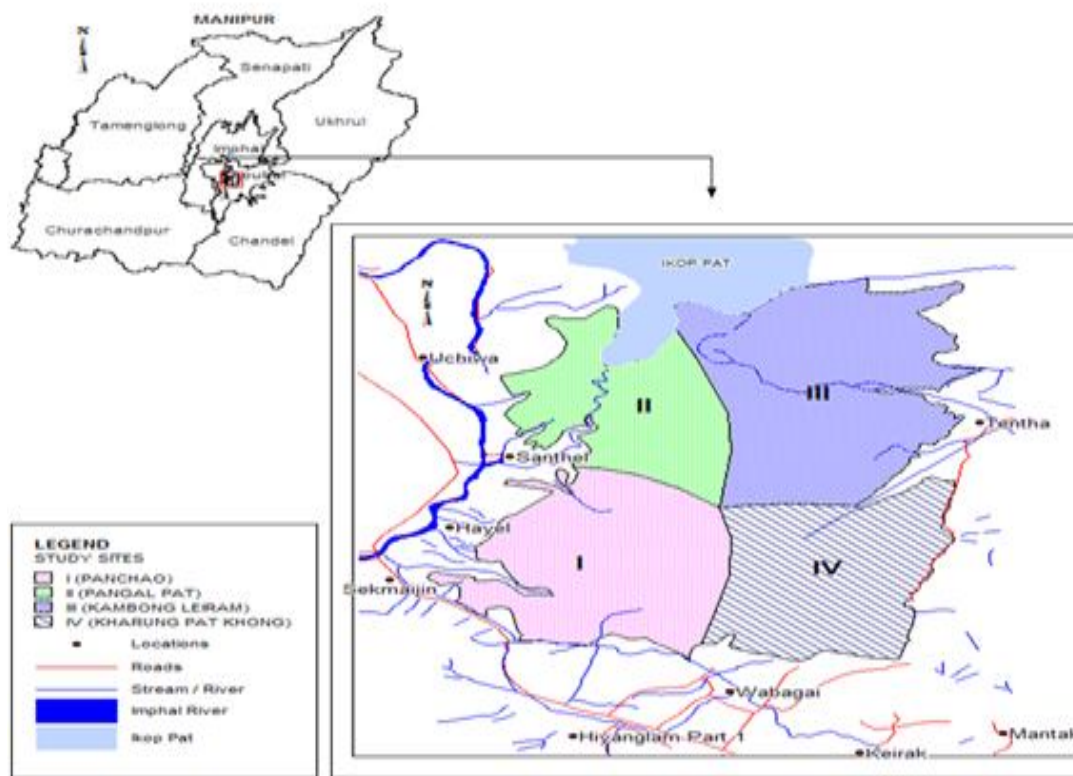 MANIPUR
N
Senapati
Tamenglong
Ukhrul
Imphal
Churachandpur
Chandel
IKOP PAT
N
Uchiwa
III
II
Tentha
Santhel
Hayel
I
IV
Sekmaijin
Wabagai
Hiyanglam Part 1
Mantak
Keirak
LEGEND
STUDY SITES
I (PANCHAO)
II (PANGAL PAT)
III (KAMBONG LEIRAM)
IV (KHARUNG PAT KHONG)
Locations
Roads
Stream / River
Imphal River
Ikop Pat